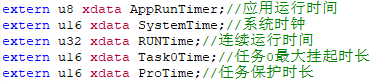 extern u8 xdata AppRunTimer;//应用运行时间
extern u16 xdata SystemTime;//系统时钟
extern u32 xdata RUNTime;//连续运行时间
extern u16 xdata Task0Time;//任务0最大挂起时长
extern u16 xdata ProTime;//任务保护时长